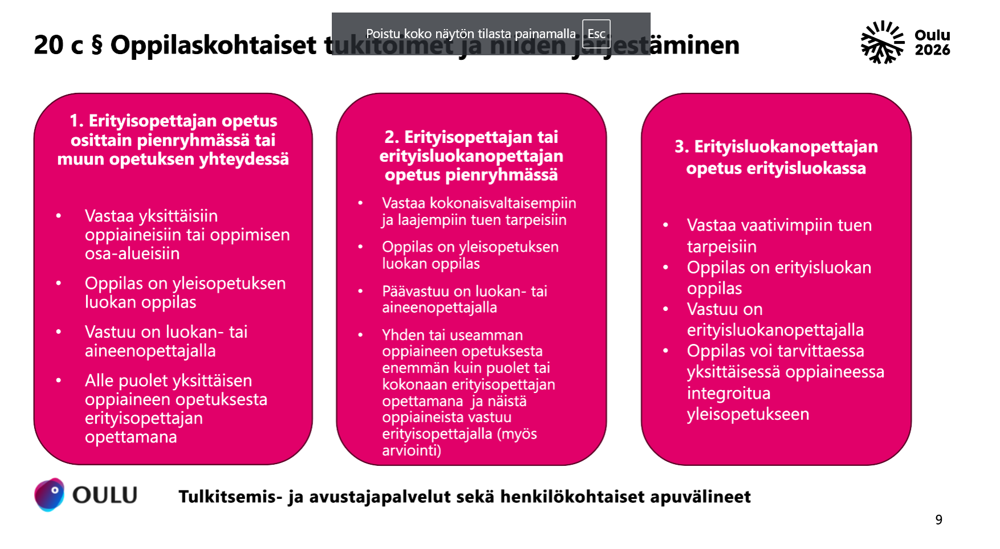 Poistu koko näytön tilasta painamalla Esc
20 c § Oppilaskohtaiset tukitoimet ja niiden järjestäminen
Oulu
2026
1. Erityisopettajan opetus
osittain pienryhmässä tai
muun opetuksen yhteydessä
• Vastaa yksittäisiin
oppiaineisiin tai oppimisen
osa-alueisiin
• Oppilas on yleisopetuksen
luokan oppilas
• Vastuu on luokan- tai
aineenopettajalla
• Alle puolet yksittäisen
oppiaineen opetuksesta
erityisopettajan
opettamana
2. Erityisopettajan tai
erityisluokanopettajan
opetus pienryhmässä
• Vastaa kokonaisvaltaisempiin
ja laajempiin tuen tarpeisiin
• Oppilas on yleisopetuksen
luokan oppilas
• Päävastuu on luokan- tai
aineenopettajalla
• Yhden tai useamman
oppiaineen opetuksesta
enemmän kuin puolet tai
kokonaan erityisopettajan
opettamana ja näistä
oppiaineista vastuu
erityisopettajalla (myös
arviointi)
3. Erityisluokanopettajan
opetus erityisluokassa
• Vastaa vaativimpiin tuen
tarpeisiin
• Oppilas on erityisluokan
oppilas
• Vastuu on
erityisluokanopettajalla
• Oppilas voi tarvittaessa
yksittäisessä oppiaineessa
integroitua
yleisopetukseen
OULU
Tulkitsemis- ja avustajapalvelut sekä henkilökohtaiset apuvälineet
9